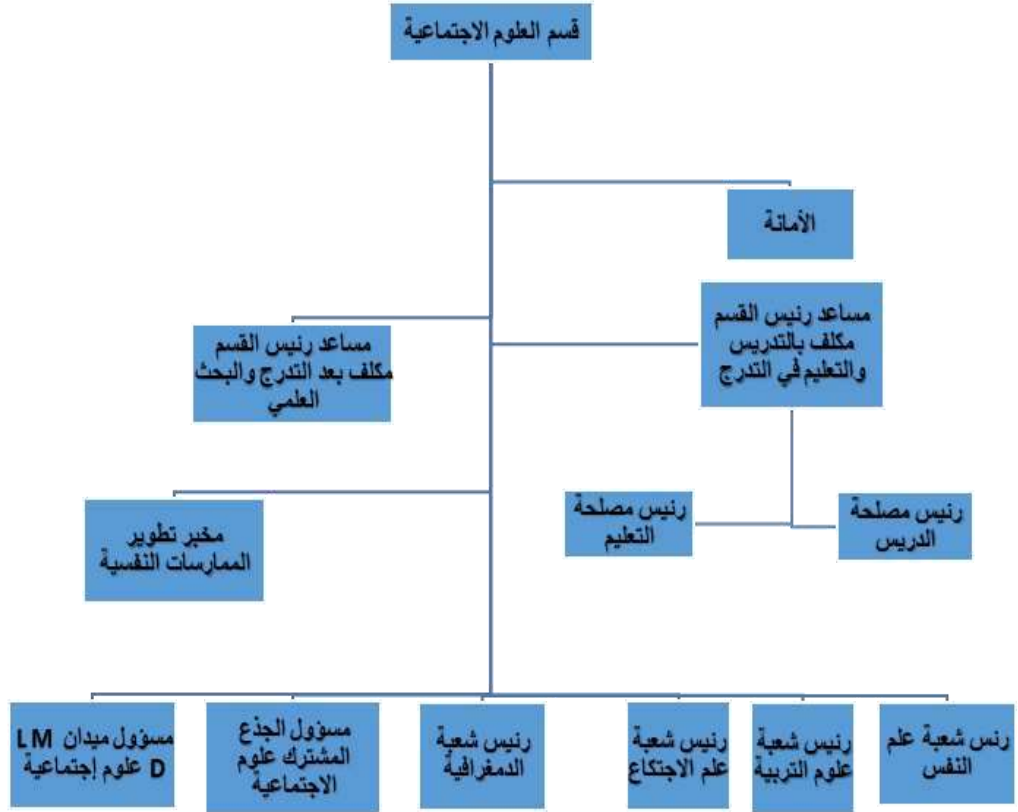 قسم العلوم الاجتماعية
الأمانة
مساعد رئيس القسم
مكلف بالتدريس
والتعليم في التدرج
مساعد رئيس القسم
مكلف بعد التدرج والبحث
العلمي
رئيس مصلحة
الدريس
رئيس مصلحة
التعليم
مخبر تطوير
الممارسات النفسية
رنس شعبة علم
النفس
رئيس شعبة
علوم التربية
رئيس شعبة
علم الاجتكاع
رئيس شعبة
الدمغرافية
مسؤول الجذع
المشترك علوم
الاجتماعية
مسؤول ميدان LM
D علوم إجتماعية